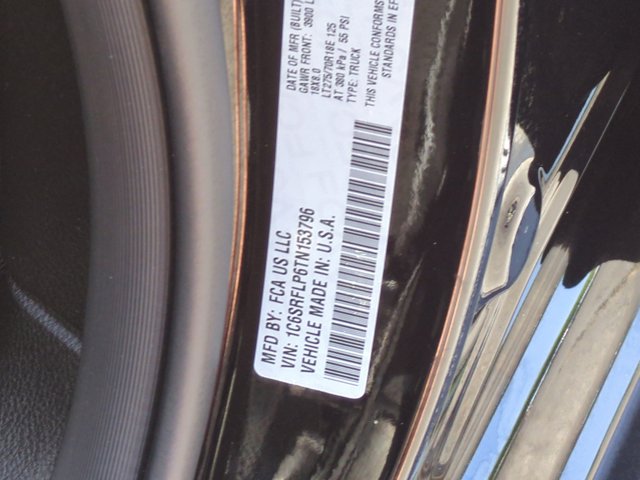 MFD BY: FCA US LLC
VIN: 1C6SRFLP6TN153796
VEHICLE MADE IN: U.S.A.
DATE OF MFR (BUILT)
GAWR FRONT: 3900 L
18X8.0
LT275/70R18E 125
AT 380 kPa / 55 PSI
TYPE: TRUCK
THIS VEHICLE CONFORMS
STANDARDS IN EF